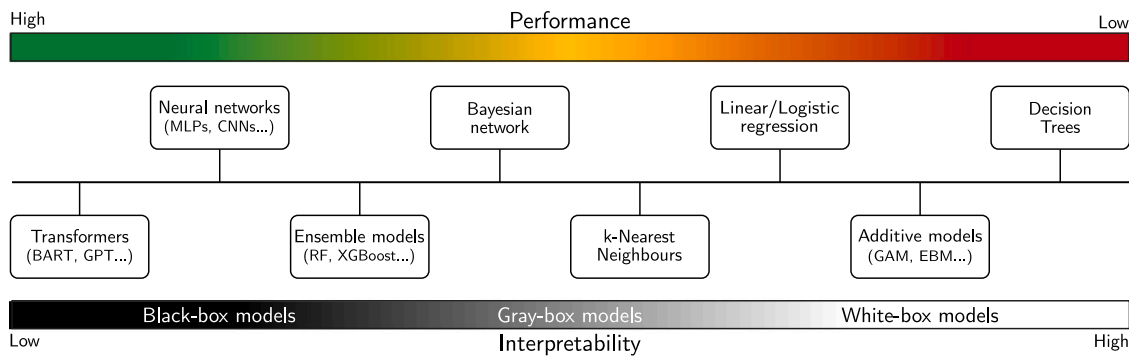 High
Performance
Low
Neural networks
(MLPs, CNNs...)
Bayesian
network
Linear/Logistic
regression
Decision
Trees
Transformers
(BART, GPT...)
Ensemble models
(RF, XGBoost...)
k-Nearest
Neighbours
Additive models
(GAM, EBM...)
Black-box models
Gray-box models
White-box models
Low
Interpretability
High